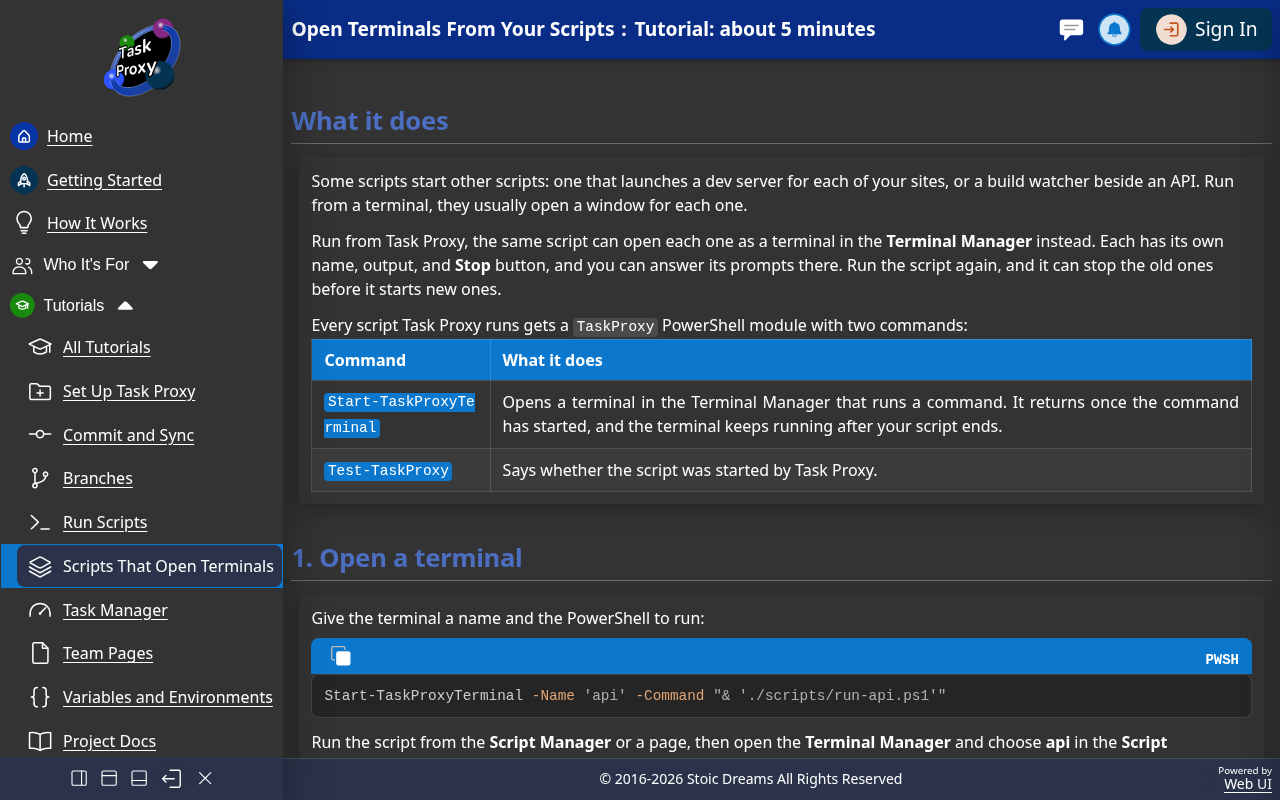 Task
Proxy
Home
Getting Started
How It Works
Who It's For
Tutorials
All Tutorials
Set Up Task Proxy
Commit and Sync
Branches
Run Scripts
Scripts That Open Terminals
Task Manager
Team Pages
Variables and Environments
Project Docs
Open Terminals From Your Scripts : Tutorial: about 5 minutes
Sign In
What it does
Some scripts start other scripts: one that launches a dev server for each of your sites, or a build watcher beside an API. Run
from a terminal, they usually open a window for each one.
Run from Task Proxy, the same script can open each one as a terminal in the Terminal Manager instead. Each has its own
name, output, and Stop button, and you can answer its prompts there. Run the script again, and it can stop the old ones
before it starts new ones.
Every script Task Proxy runs gets a TaskProxy PowerShell module with two commands:
Command What it does
Start-TaskProxyTe
rminal
Opens a terminal in the Terminal Manager that runs a command. It returns once the command
has started, and the terminal keeps running after your script ends.
Test-TaskProxy Says whether the script was started by Task Proxy.
1. Open a terminal
Give the terminal a name and the PowerShell to run:
PWSH
Start-TaskProxyTerminal -Name 'api' -Command "& './scripts/run-api.ps1'"
Run the script from the Script Manager or a page, then open the Terminal Manager and choose api in the Script
© 2016-2026 Stoic Dreams All Rights Reserved
Powered by
Web UI